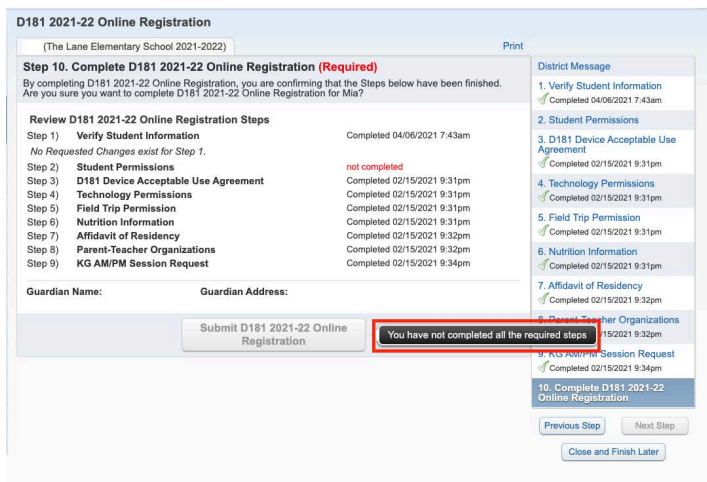 D181 2021-22 Online Registration
(The Lane Elementary School 2021-2022)
Print
Step 10. Complete D181 2021-22 Online Registration (Required)
By completing D181 2021-22 Online Registration, you are confirming that the Steps below have been finished.
Are you sure you want to complete D181 2021-22 Online Registration for Mia?
Review D181 2021-22 Online Registration Steps
Step 1) Verify Student Information Completed 04/06/2021 7:43am
No Requested Changes exist for Step 1.
Step 2) Student Permissions not completed
Step 3) D181 Device Acceptable Use Agreement Completed 02/15/2021 9:31pm
Step 4) Technology Permissions Completed 02/15/2021 9:31pm
Step 5) Field Trip Permission Completed 02/15/2021 9:31pm
Step 6) Nutrition Information Completed 02/15/2021 9:31pm
Step 7) Affidavit of Residency Completed 02/15/2021 9:32pm
Step 8) Parent-Teacher Organizations Completed 02/15/2021 9:32pm
Step 9) KG AM/PM Session Request Completed 02/15/2021 9:34pm
Guardian Name: Guardian Address:
Submit D181 2021-22 Online
Registration
You have not completed all the required steps
District Message
1. Verify Student Information
Completed 04/06/2021 7:43am
2. Student Permissions
3. D181 Device Acceptable Use
Agreement
Completed 02/15/2021 9:31pm
4. Technology Permissions
Completed 02/15/2021 9:31pm
5. Field Trip Permission
Completed 02/15/2021 9:31pm
6. Nutrition Information
Completed 02/15/2021 9:31pm
7. Affidavit of Residency
Completed 02/15/2021 9:32pm
8. Parent-Teacher Organizations
/15/2021 9:32pm
9. KG AM/PM Session Request
Completed 02/15/2021 9:34pm
10. Complete D181 2021-22
Online Registration
Previous Step
Next Step
Close and Finish Later